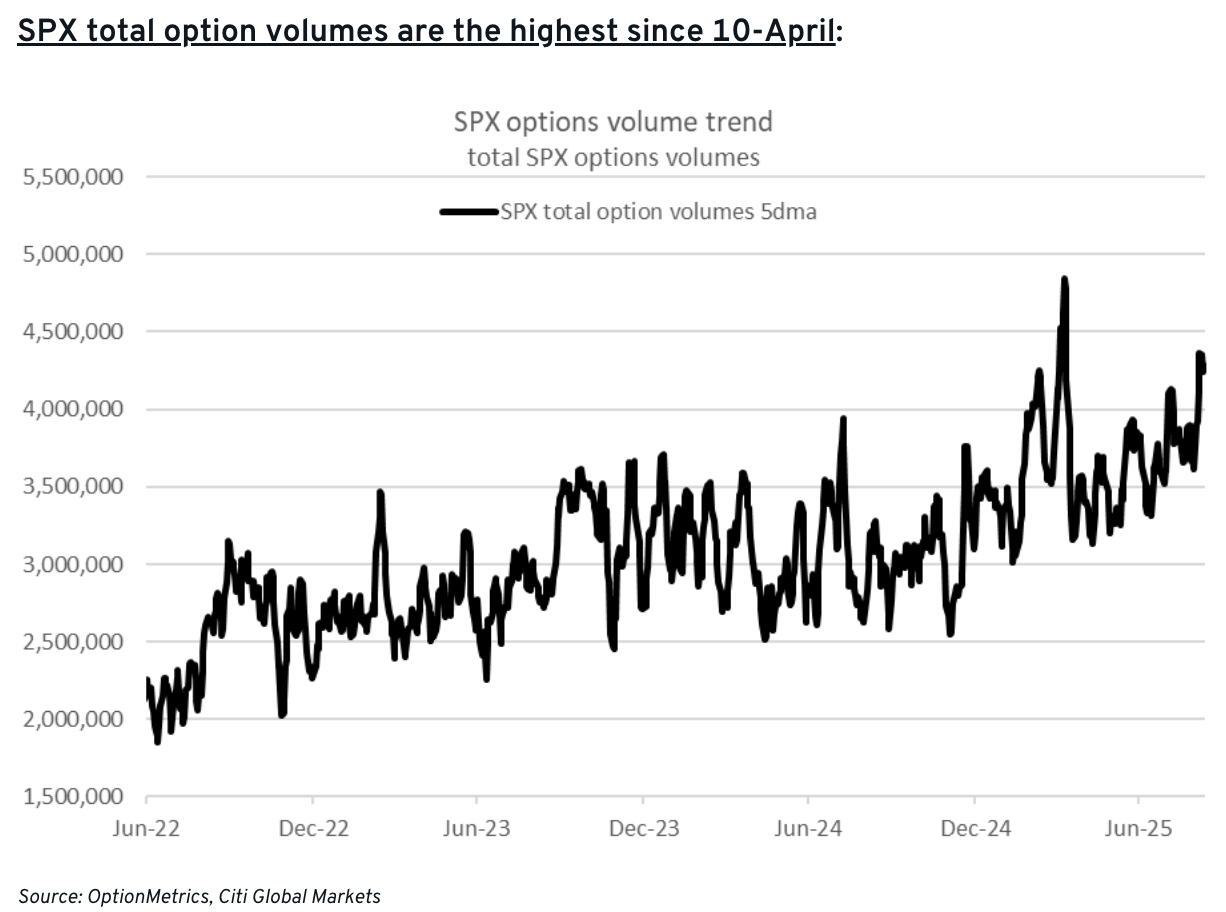 SPX total option volumes are the highest since 10-April:
SPX options volume trend
total SPX options volumes
5,500,000
SPX total option volumes 5dma
5,000,000
4,500,000
4,000,000
3,500,000
3,000,000
2,500,000
2,000,000
1,500,000
Jun-22 Dec-22 Jun-23 Dec-23 Jun-24 Dec-24 Jun-25
Source: OptionMetrics, Citi Global Markets